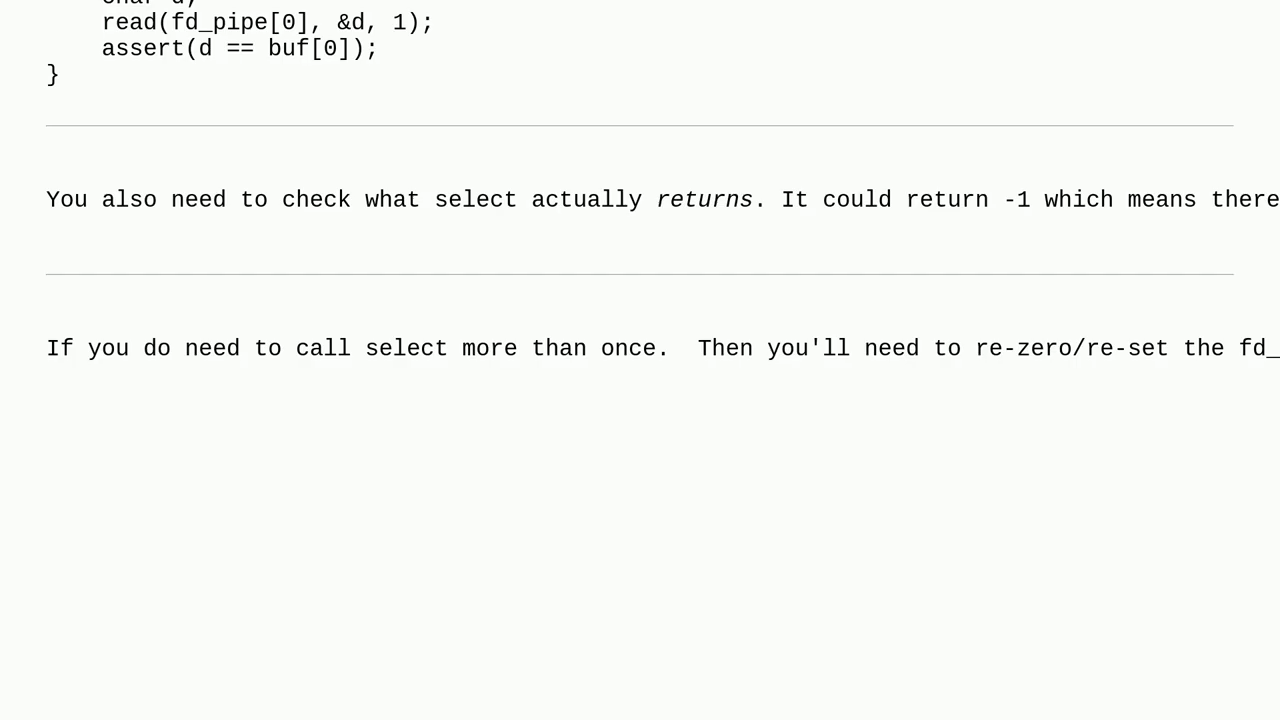 char d;
read(fd_pipe[0], &d, 1);
assert(d == buf[0]);
}
You also need to check what select actually returns. It could return -1 which means there
If you do need to call select more than once.  Then you'll need to re-zero/re-set the fd_